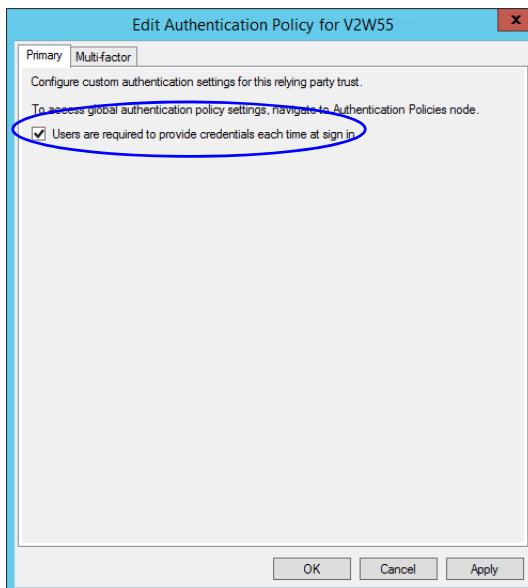 Edit Authentication Policy for V2W55
x
Primary
Multi-factor
Configure custom authentication settings for this relying party trust.
To access global authentication policy settings, navigate to Authentication Policies node.
Users are required to provide credentials each time at sign in
OK
Cancel
Apply